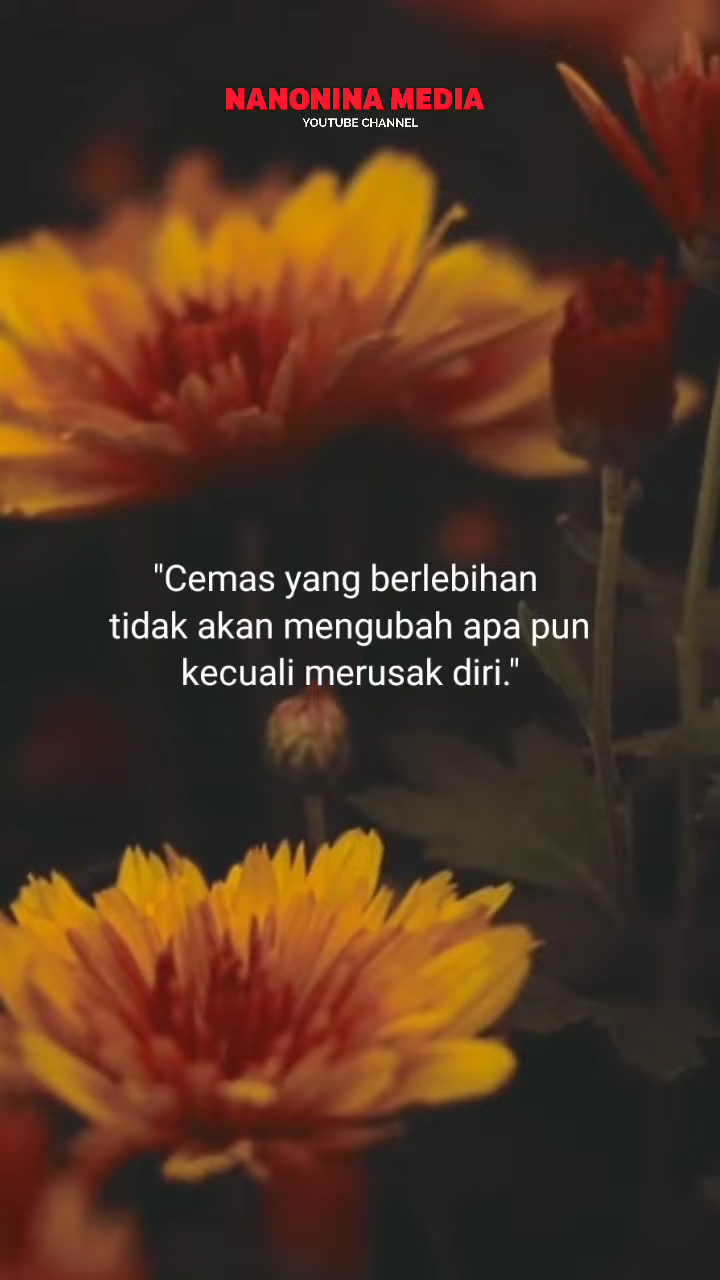 NANONINA MEDIA
YOUTUBE CHANNEL
"Cemas yang berlebihan
tidak akan mengubah apa pun
kecuali merusak diri."